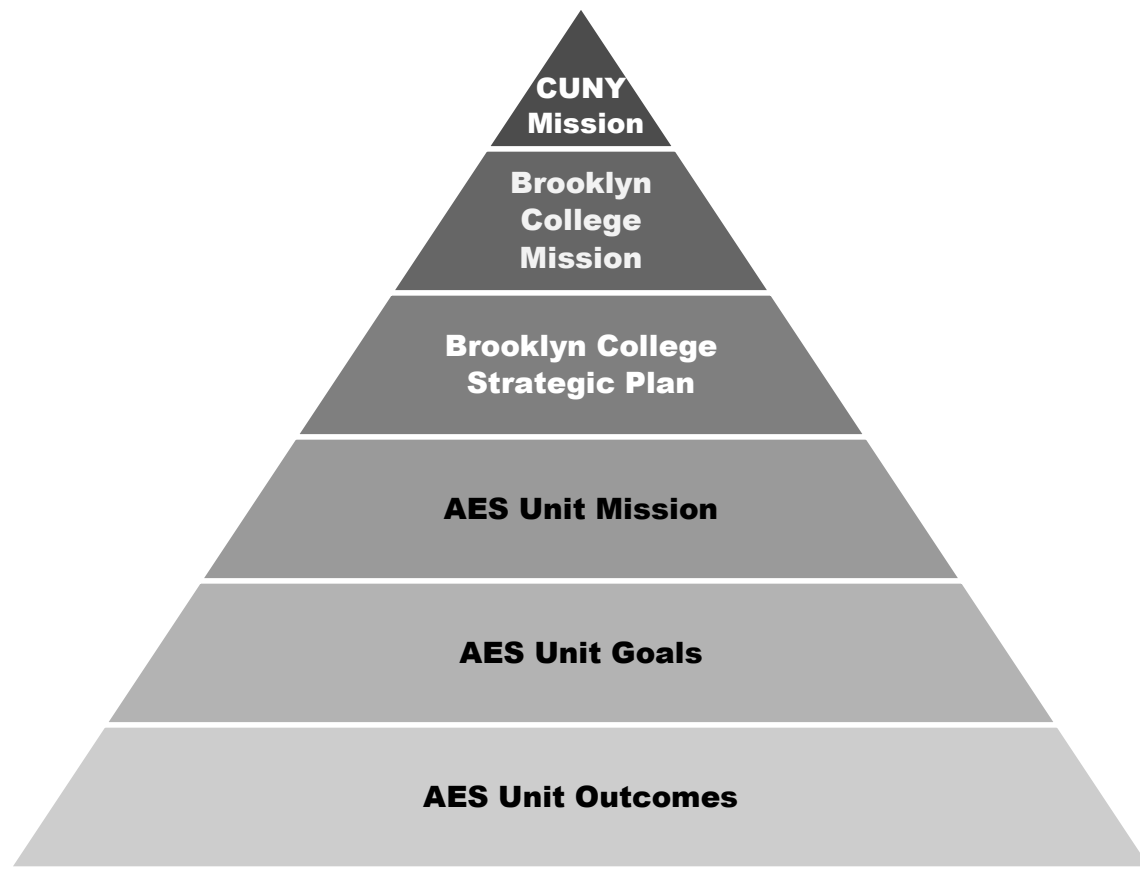 CUNY
Mission
Brooklyn
College
Mission
Brooklyn College
Strategic Plan
AES Unit Mission
AES Unit Goals
AES Unit Outcomes